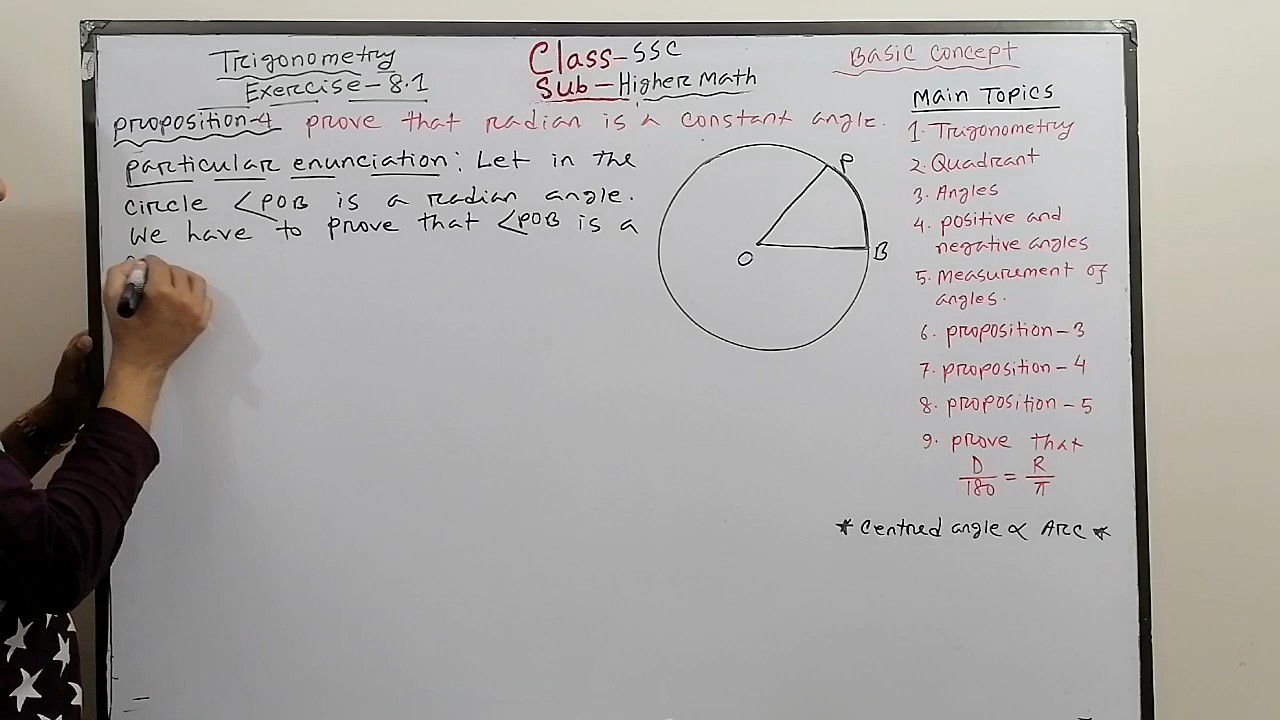 Trigonometry
Exercise-8.1
Class-SSC
Sub-Higher Math
Basic Concept
proposition-4 prove that radian is a constant angle.
particular enunciation: Let in the
circle ∠POB is a radian angle.
We have to prove that ∠POB is a
P
O
B
Main Topics
1. Trigonometry
2. Quadrant
3. Angles
4. positive and
negative angles
5. Measurement of
angles.
6. proposition-3
7. proposition-4
8. proposition-5
9. prove that
D/180 = R/π
* Centred angle ∝ Arc *